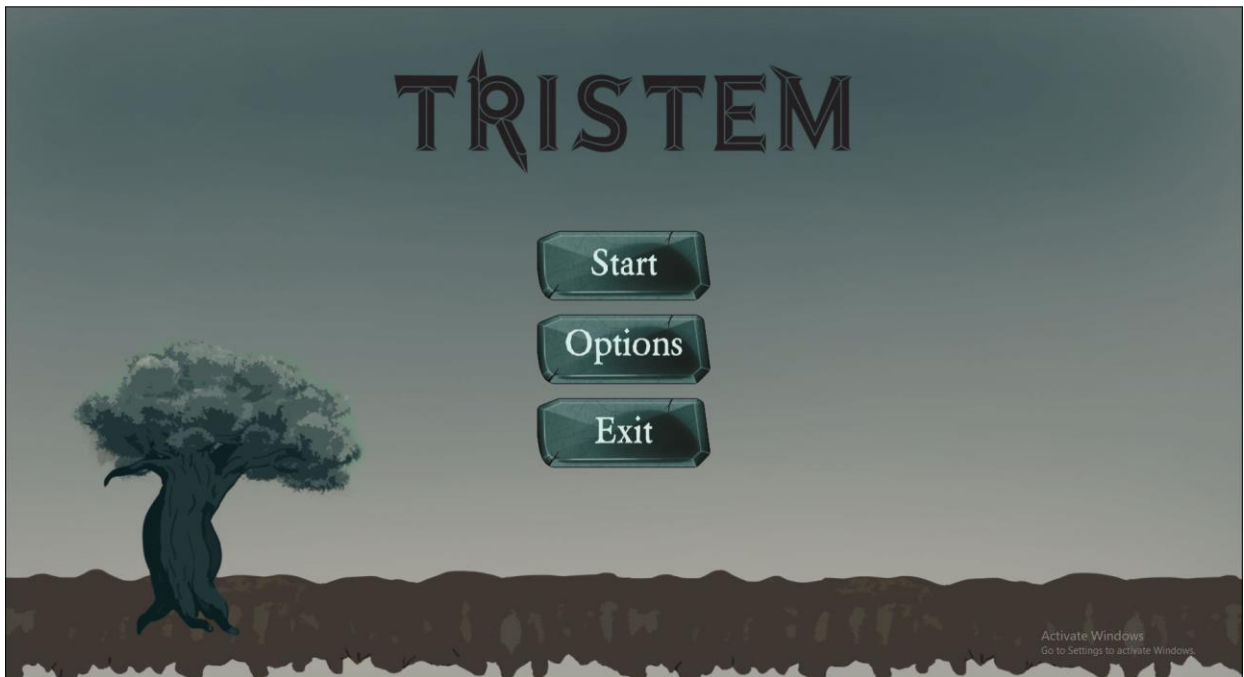 TRISTEM
Start
Options
Exit
Activate Windows
Go to Settings to activate Windows.